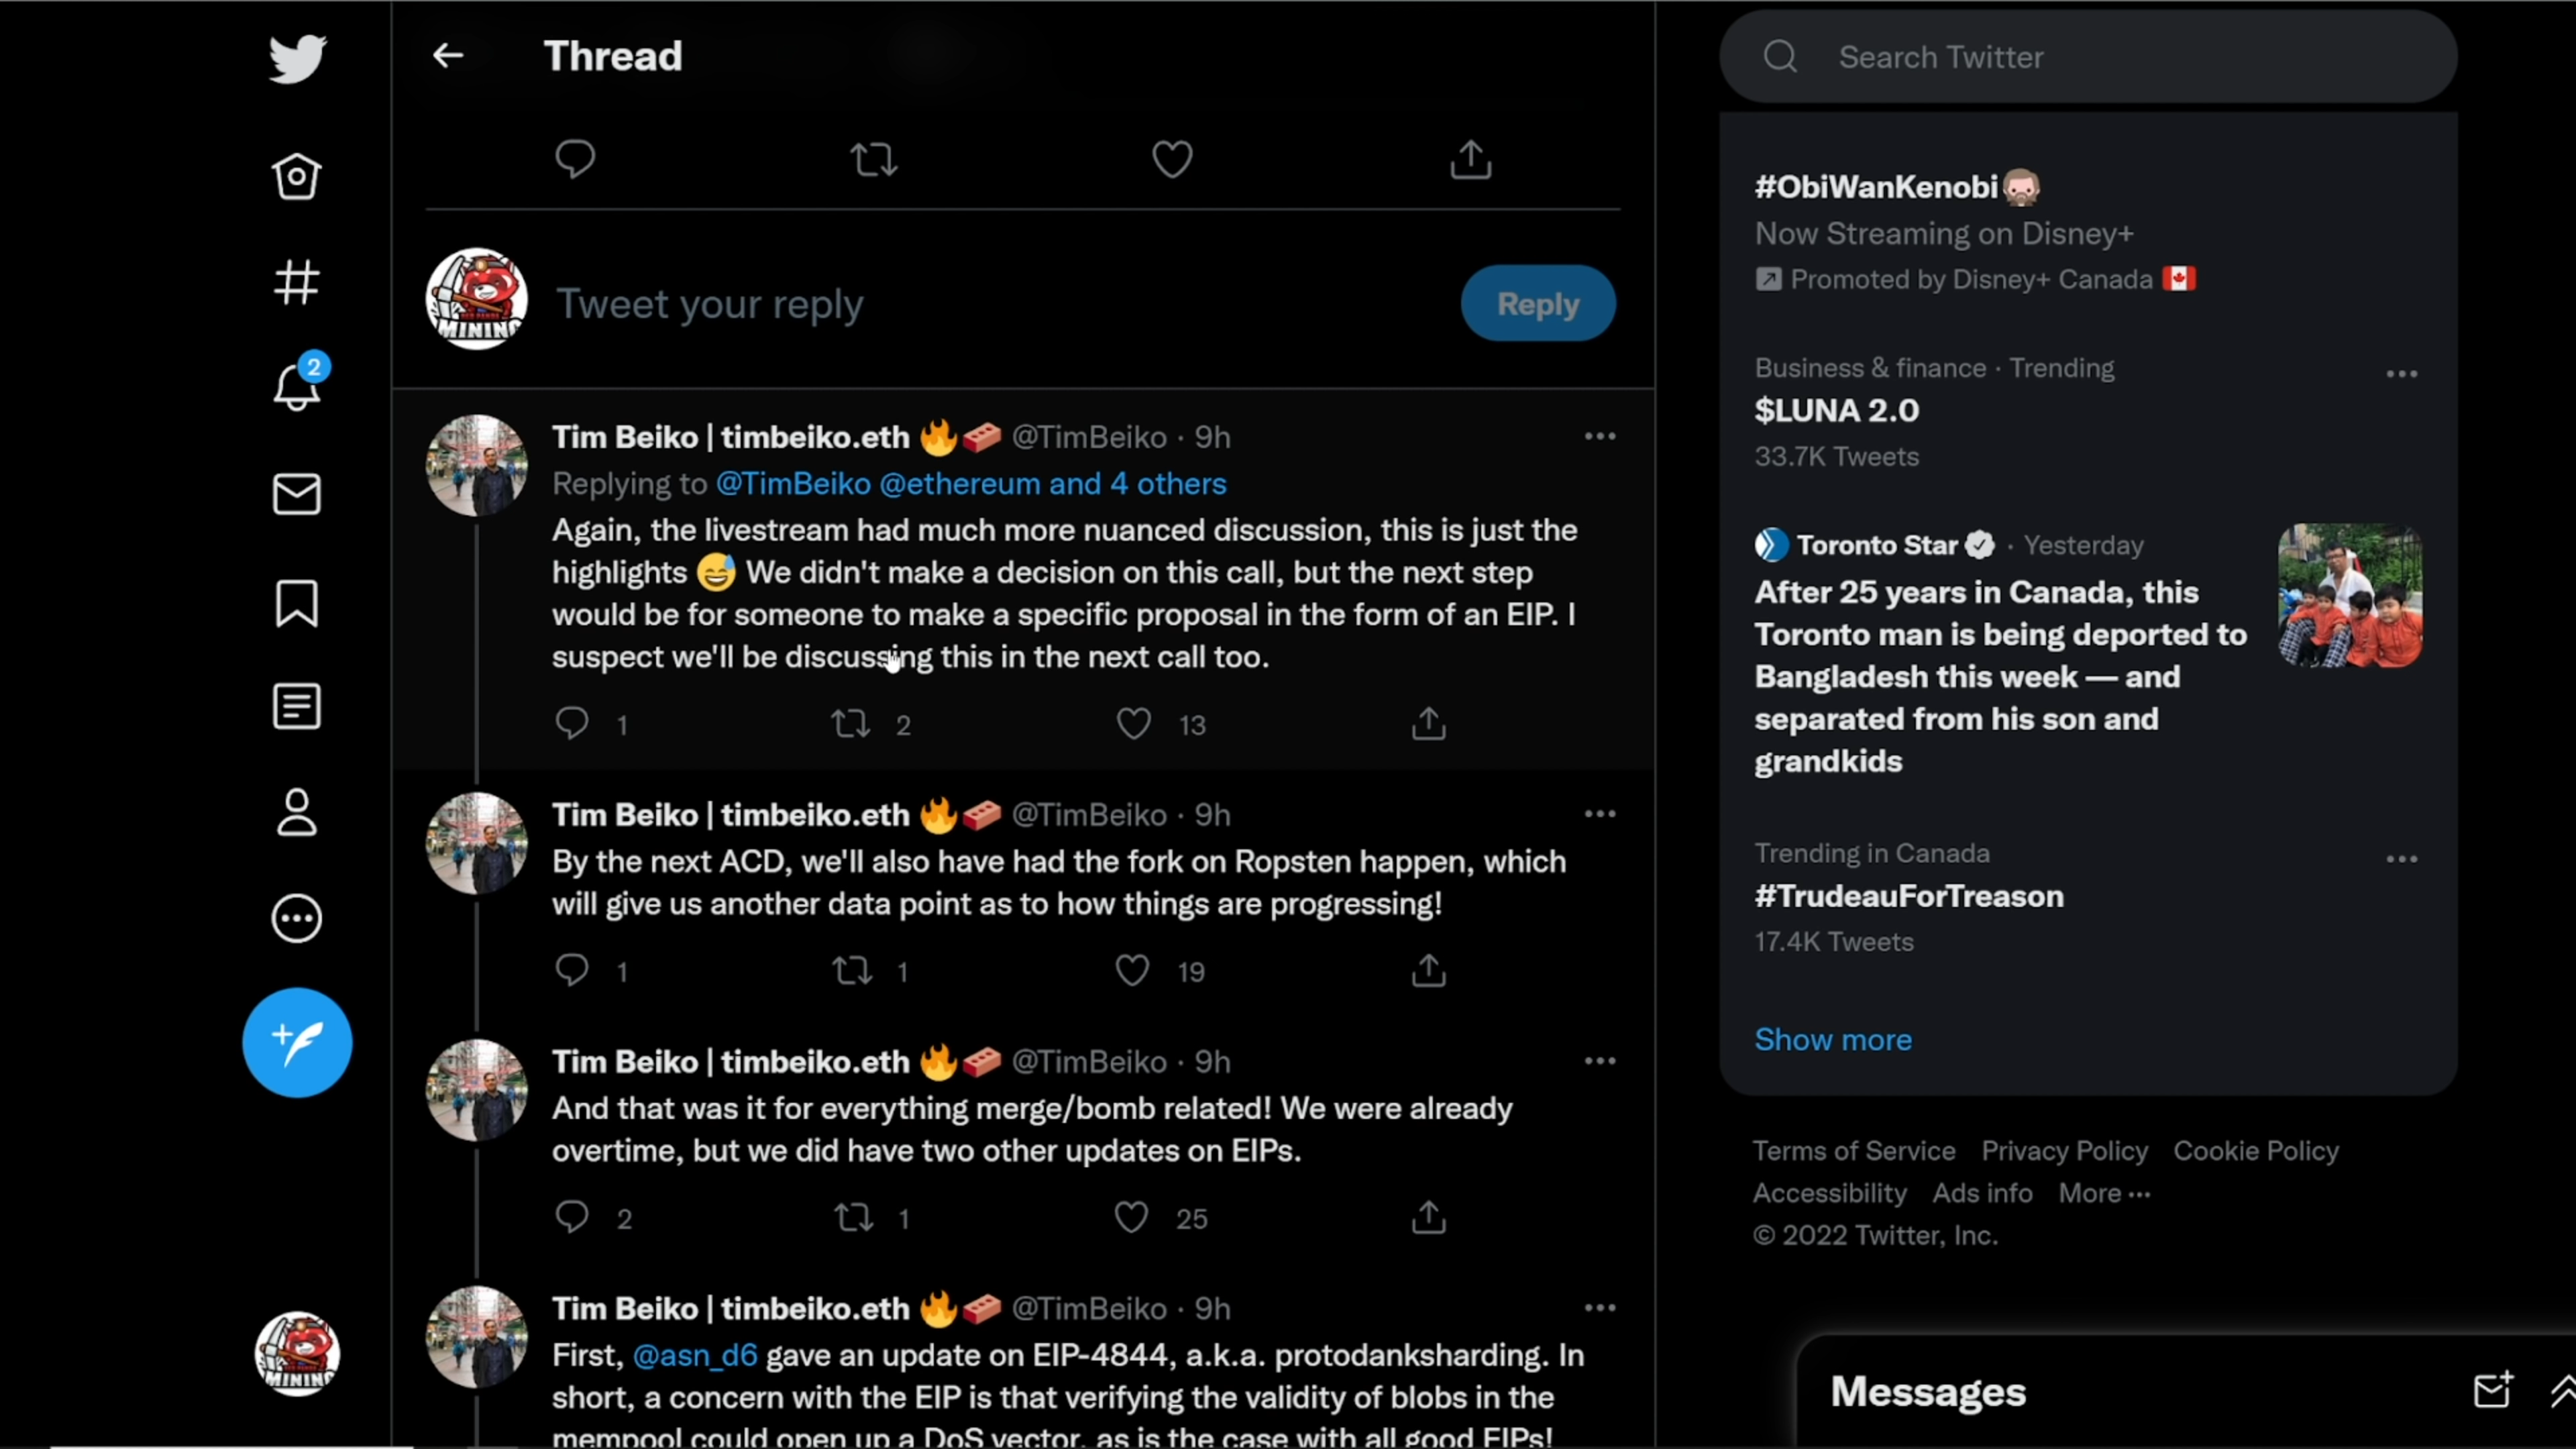 Thread
Search Twitter
MINING
Tweet your reply
Reply
2
Tim Beiko | timbeiko.eth 🔥🧱 @TimBeiko · 9h
Replying to @TimBeiko @ethereum and 4 others
Again, the livestream had much more nuanced discussion, this is just the
highlights 😅 We didn't make a decision on this call, but the next step
would be for someone to make a specific proposal in the form of an EIP. I
suspect we'll be discussing this in the next call too.
1 2 13
Tim Beiko | timbeiko.eth 🔥🧱 @TimBeiko · 9h
By the next ACD, we'll also have had the fork on Ropsten happen, which
will give us another data point as to how things are progressing!
1 1 19
Tim Beiko | timbeiko.eth 🔥🧱 @TimBeiko · 9h
And that was it for everything merge/bomb related! We were already
overtime, but we did have two other updates on EIPs.
2 1 25
Tim Beiko | timbeiko.eth 🔥🧱 @TimBeiko · 9h
First, @asn_d6 gave an update on EIP-4844, a.k.a. protodanksharding. In
short, a concern with the EIP is that verifying the validity of blobs in the
mempool could open up a DoS vector, as is the case with all good EIPs!
MINING
#ObiWanKenobi
Now Streaming on Disney+
Promoted by Disney+ Canada 🇨🇦
Business & finance · Trending
$LUNA 2.0
33.7K Tweets
Toronto Star · Yesterday
After 25 years in Canada, this
Toronto man is being deported to
Bangladesh this week — and
separated from his son and
grandkids
Trending in Canada
#TrudeauForTreason
17.4K Tweets
Show more
Terms of Service Privacy Policy Cookie Policy
Accessibility Ads info More ···
© 2022 Twitter, Inc.
Messages